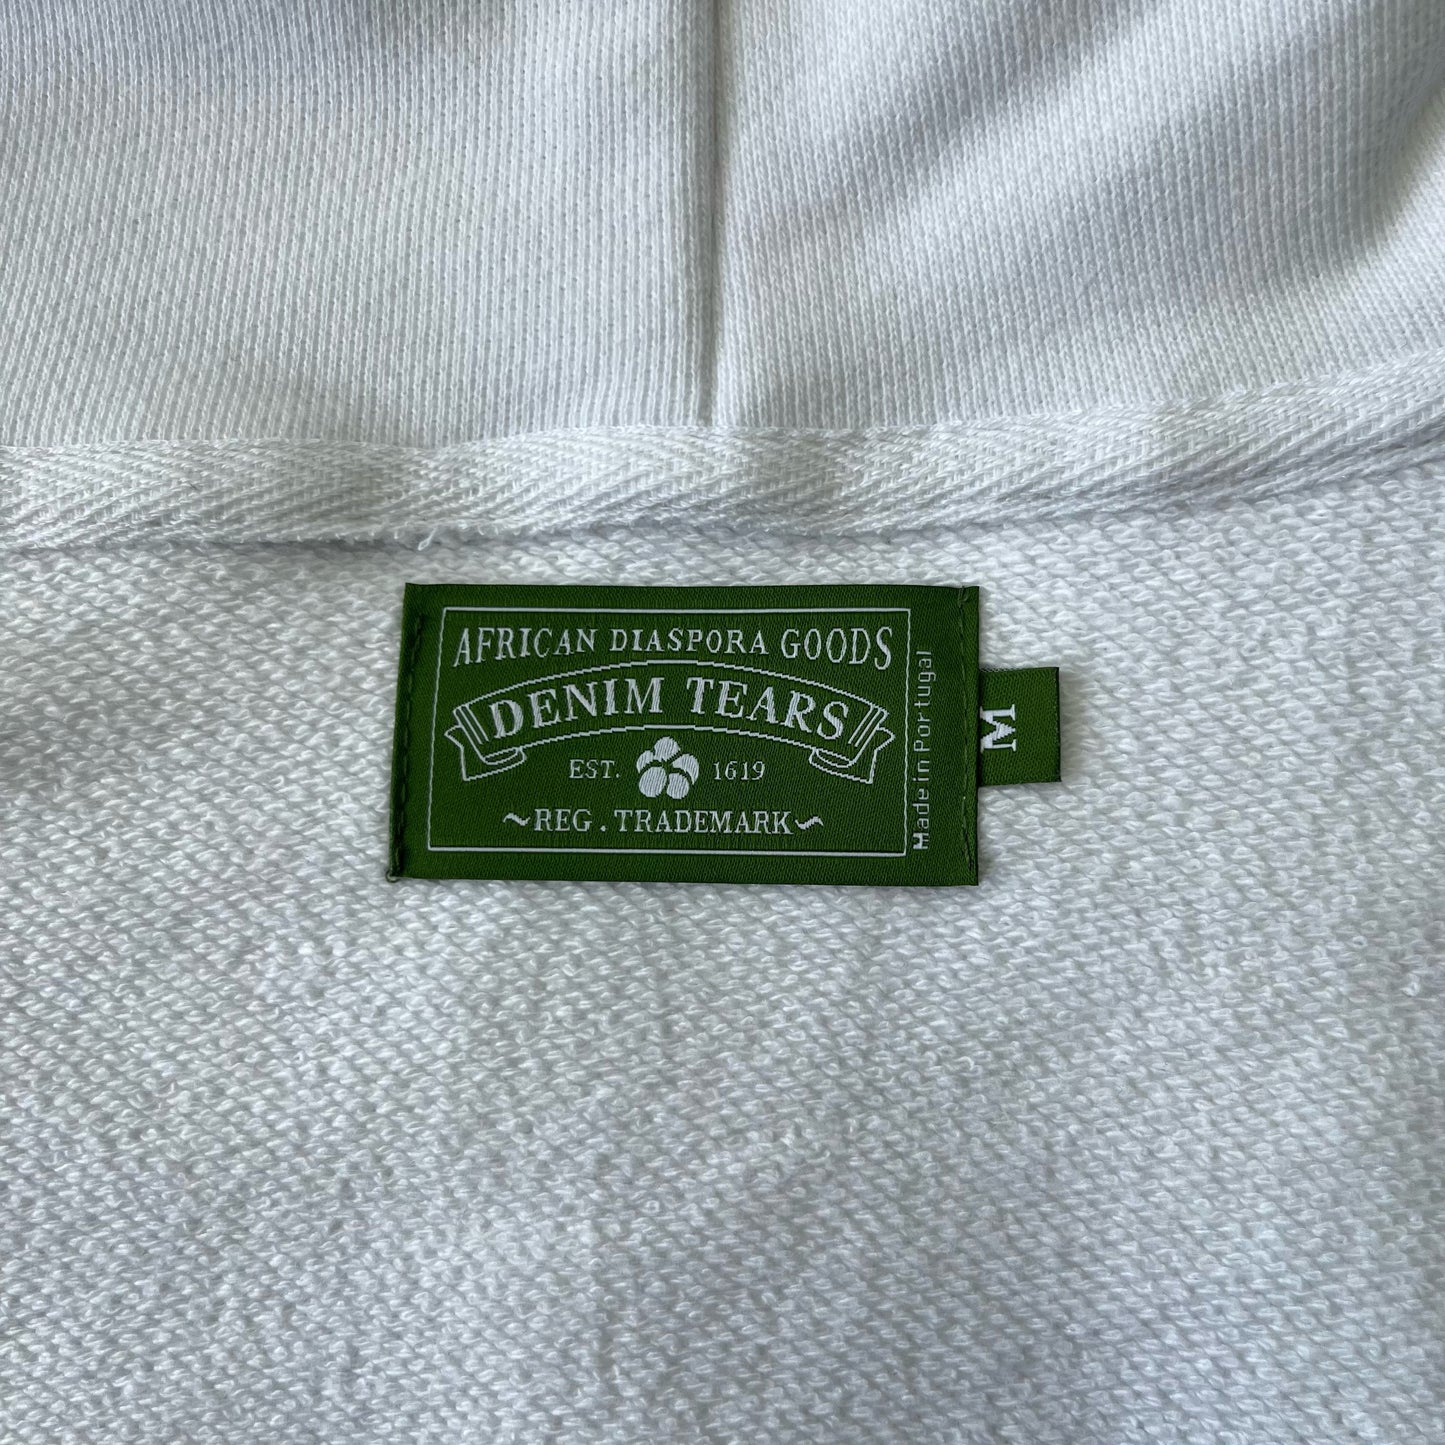 AFRICAN DIASPORA GOODS
DENIM TEARS
EST. 1619
~REG. TRADEMARK~
Made in Portugal
M